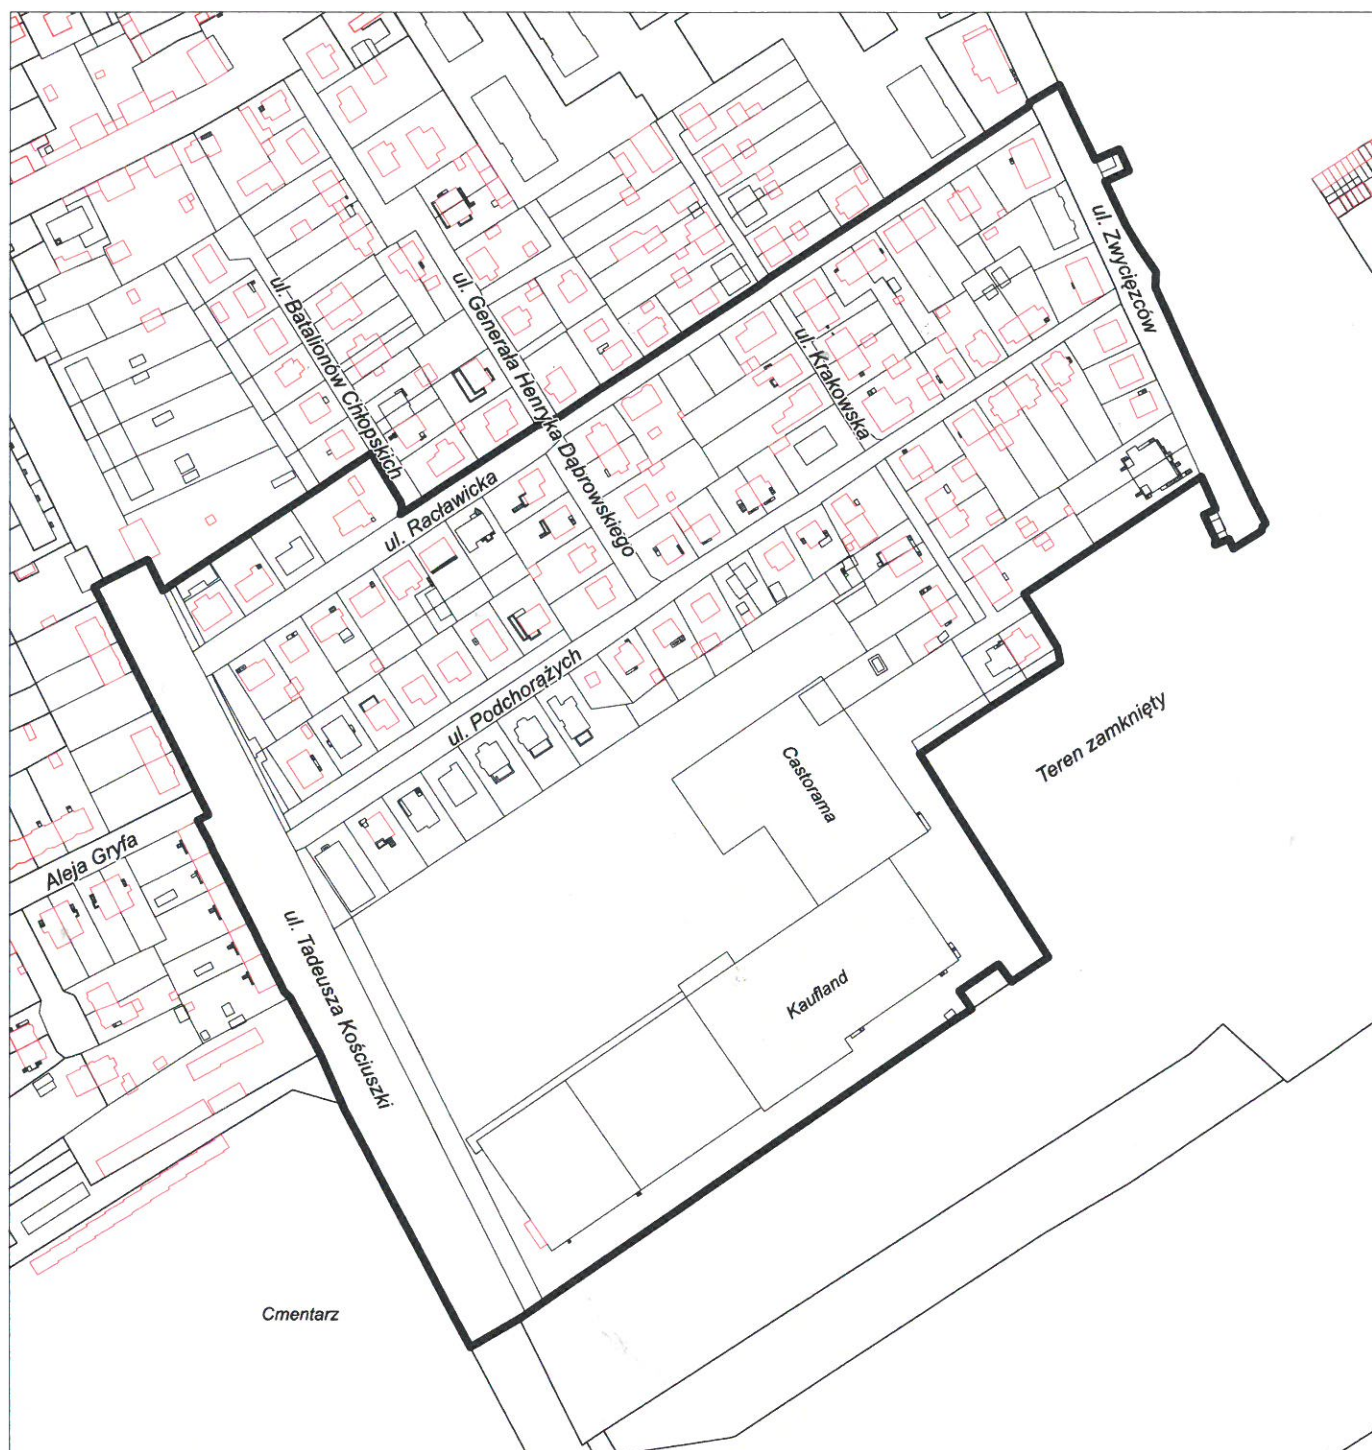 ul. Zwycięzców
ul. Batalionów Chłopskich
ul. Generała Henryka Dąbrowskiego
ul. Krakowska
ul. Racławicka
ul. Podchorążych
Teren zamknięty
Castorama
Aleja Gryfa
ul. Tadeusza Kościuszki
Kaufland
Cmentarz